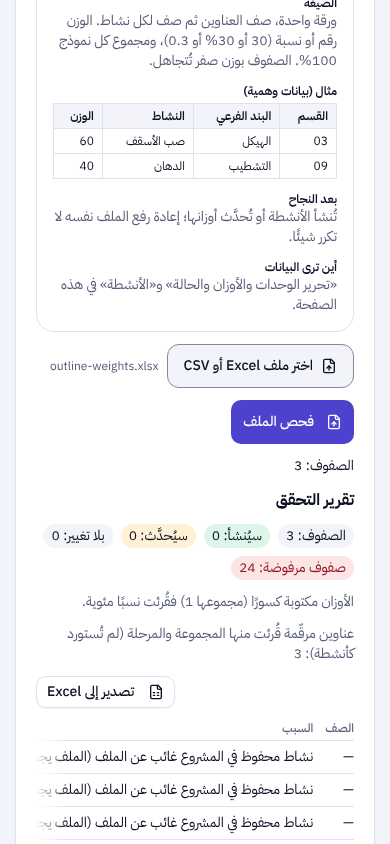 الصيغة
ورقة واحدة، صف العناوين ثم صف لكل نشاط. الوزن
رقم أو نسبة (30 أو 30% أو 0.3)، ومجموع كل نموذج
100%. الصفوف بوزن صفر تُتجاهل.
مثال (بيانات وهمية)
القسم البند الفرعي النشاط الوزن
03 الهيكل صب الأسقف 60
09 التشطيب الدهان 40
بعد النجاح
تُنشأ الأنشطة أو تُحدَّث أوزانها؛ إعادة رفع الملف نفسه لا
تكرر شيئًا.
أين ترى البيانات
«تحرير الوحدات والأوزان والحالة» و«الأنشطة» في هذه
الصفحة.
اختر ملف Excel أو CSV
outline-weights.xlsx
فحص الملف
الصفوف: 3
تقرير التحقق
الصفوف: 3 سيُنشأ: 0 سيُحدَّث: 0 بلا تغيير: 0
صفوف مرفوضة: 24
الأوزان مكتوبة كسورًا (مجموعها 1) فقُرئت نسبًا مئوية.
عناوين مرقّمة قُرئت منها المجموعة والمرحلة (لم تُستورد
كأنشطة): 3
تصدير إلى Excel
الصف السبب
— نشاط محفوظ في المشروع غائب عن الملف (الملف
— نشاط محفوظ في المشروع غائب عن الملف (الملف
— نشاط محفوظ في المشروع غائب عن الملف (الملف